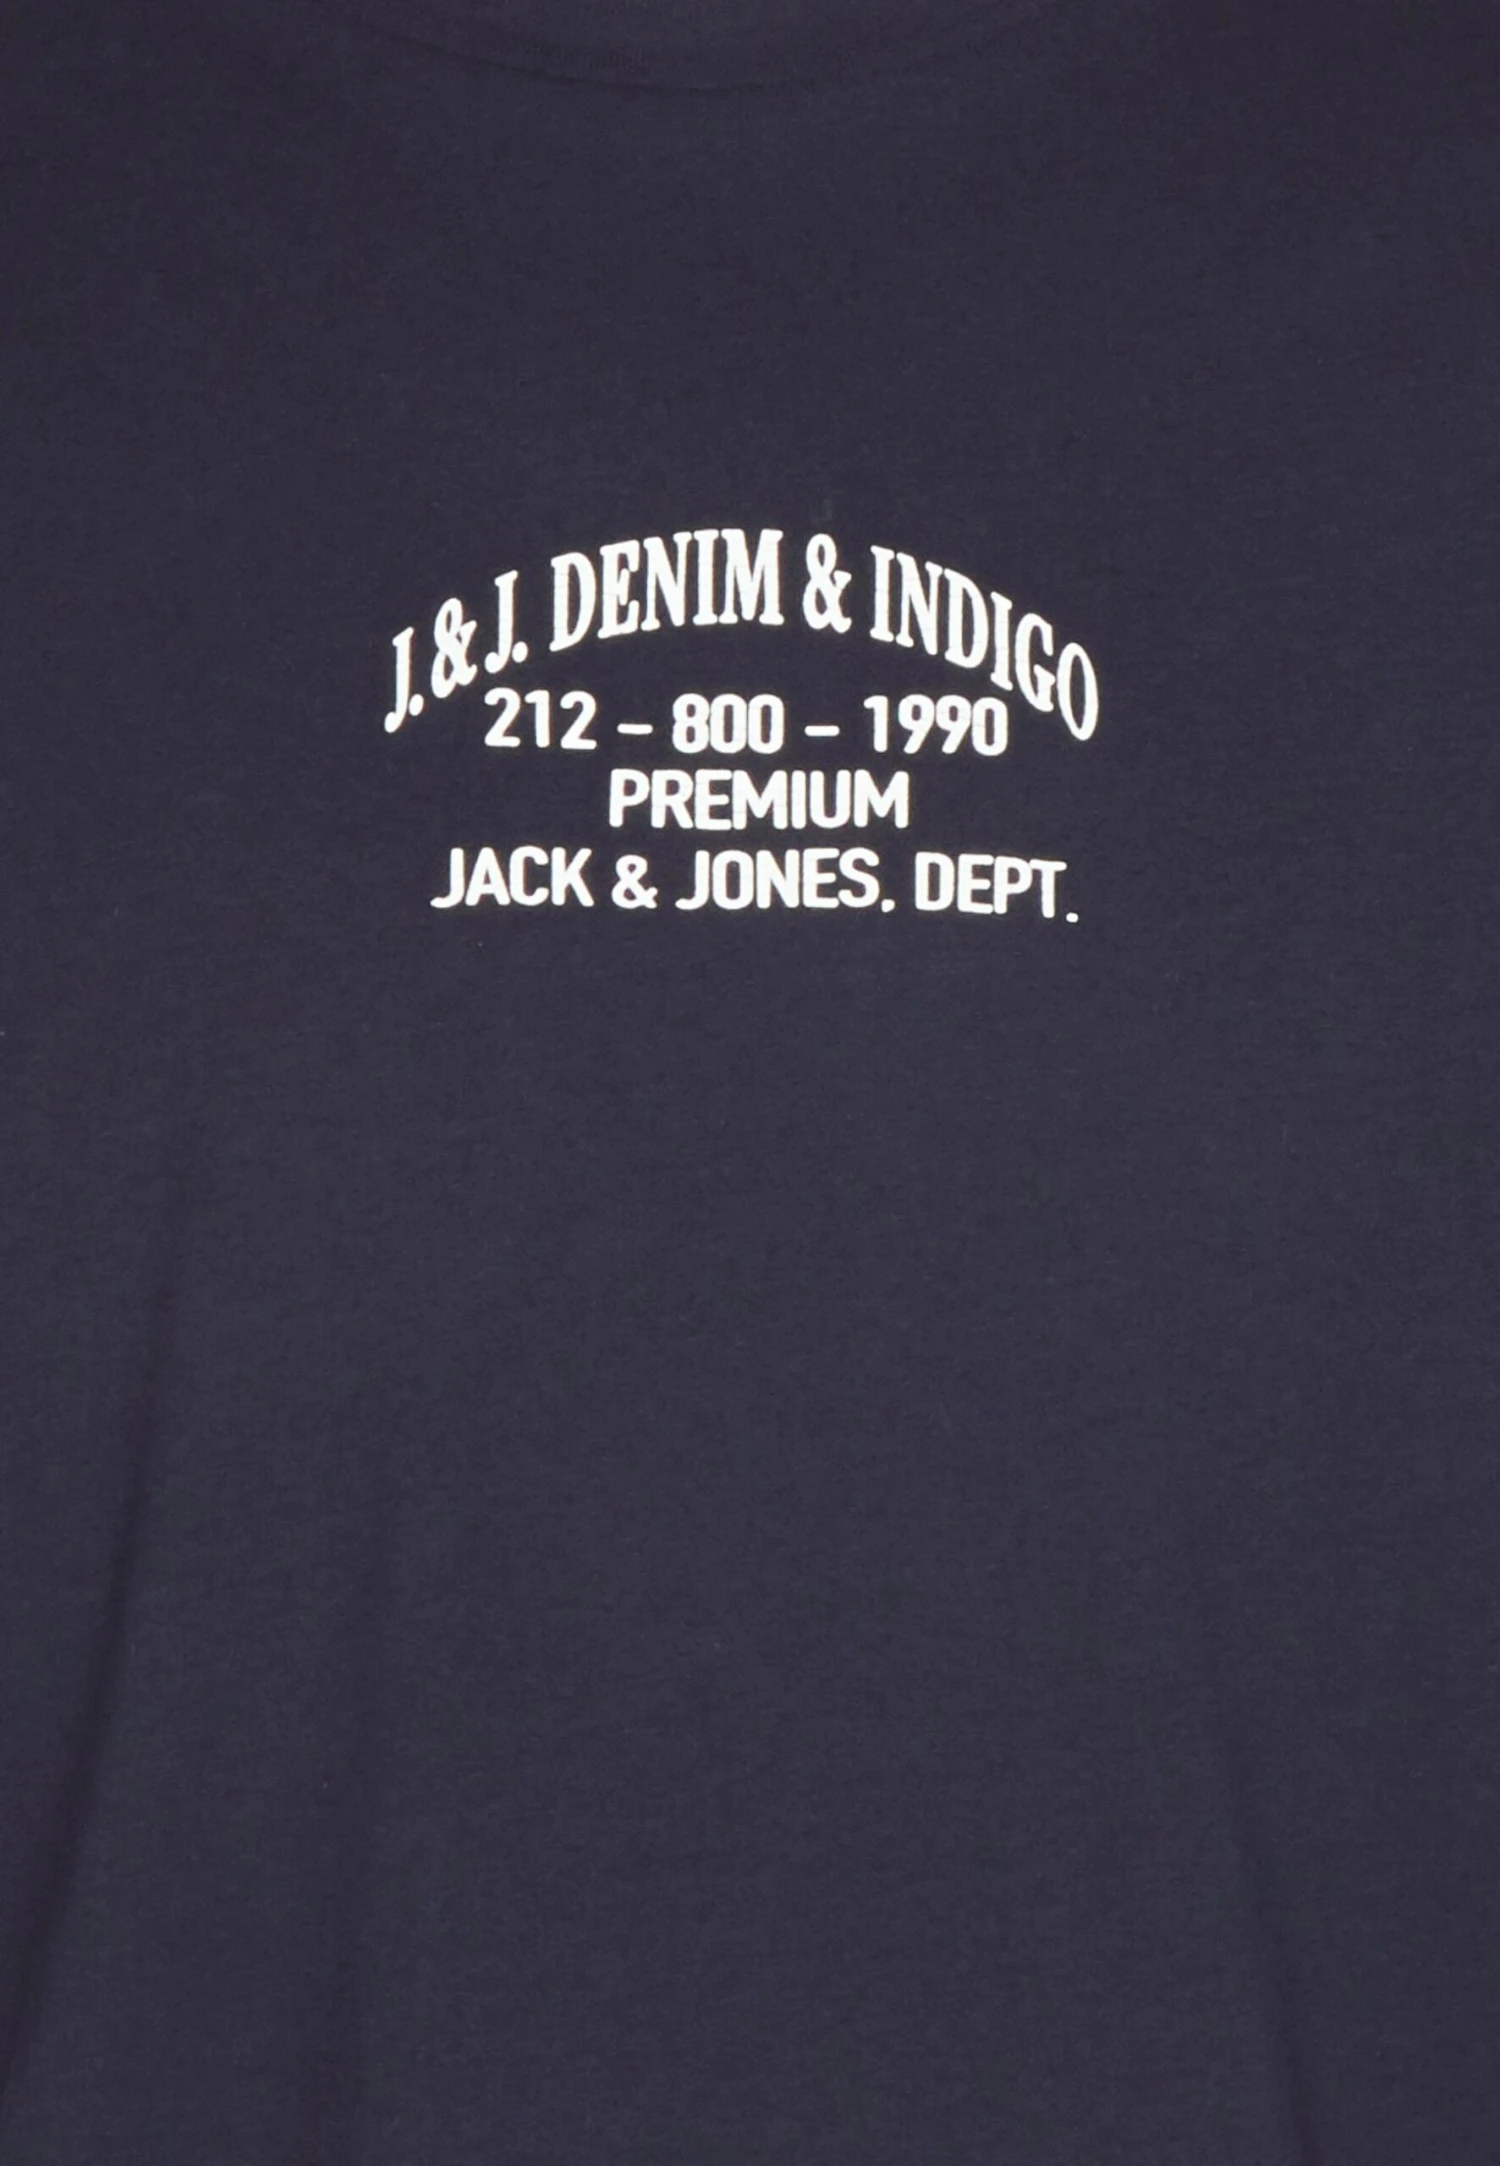 J.&J. DENIM & INDIGO
212 – 800 – 1990
PREMIUM
JACK & JONES. DEPT.